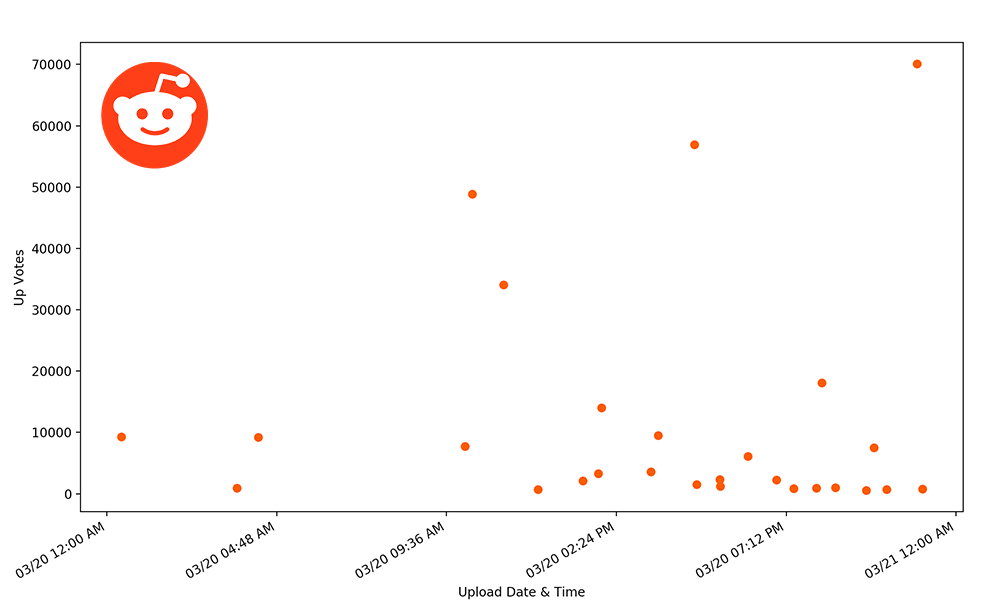 70000
60000
50000
40000
30000
20000
10000
0
Up Votes
03/20 12:00 AM
03/20 04:48 AM
03/20 09:36 AM
03/20 02:24 PM
03/20 07:12 PM
03/21 12:00 AM
Upload Date & Time